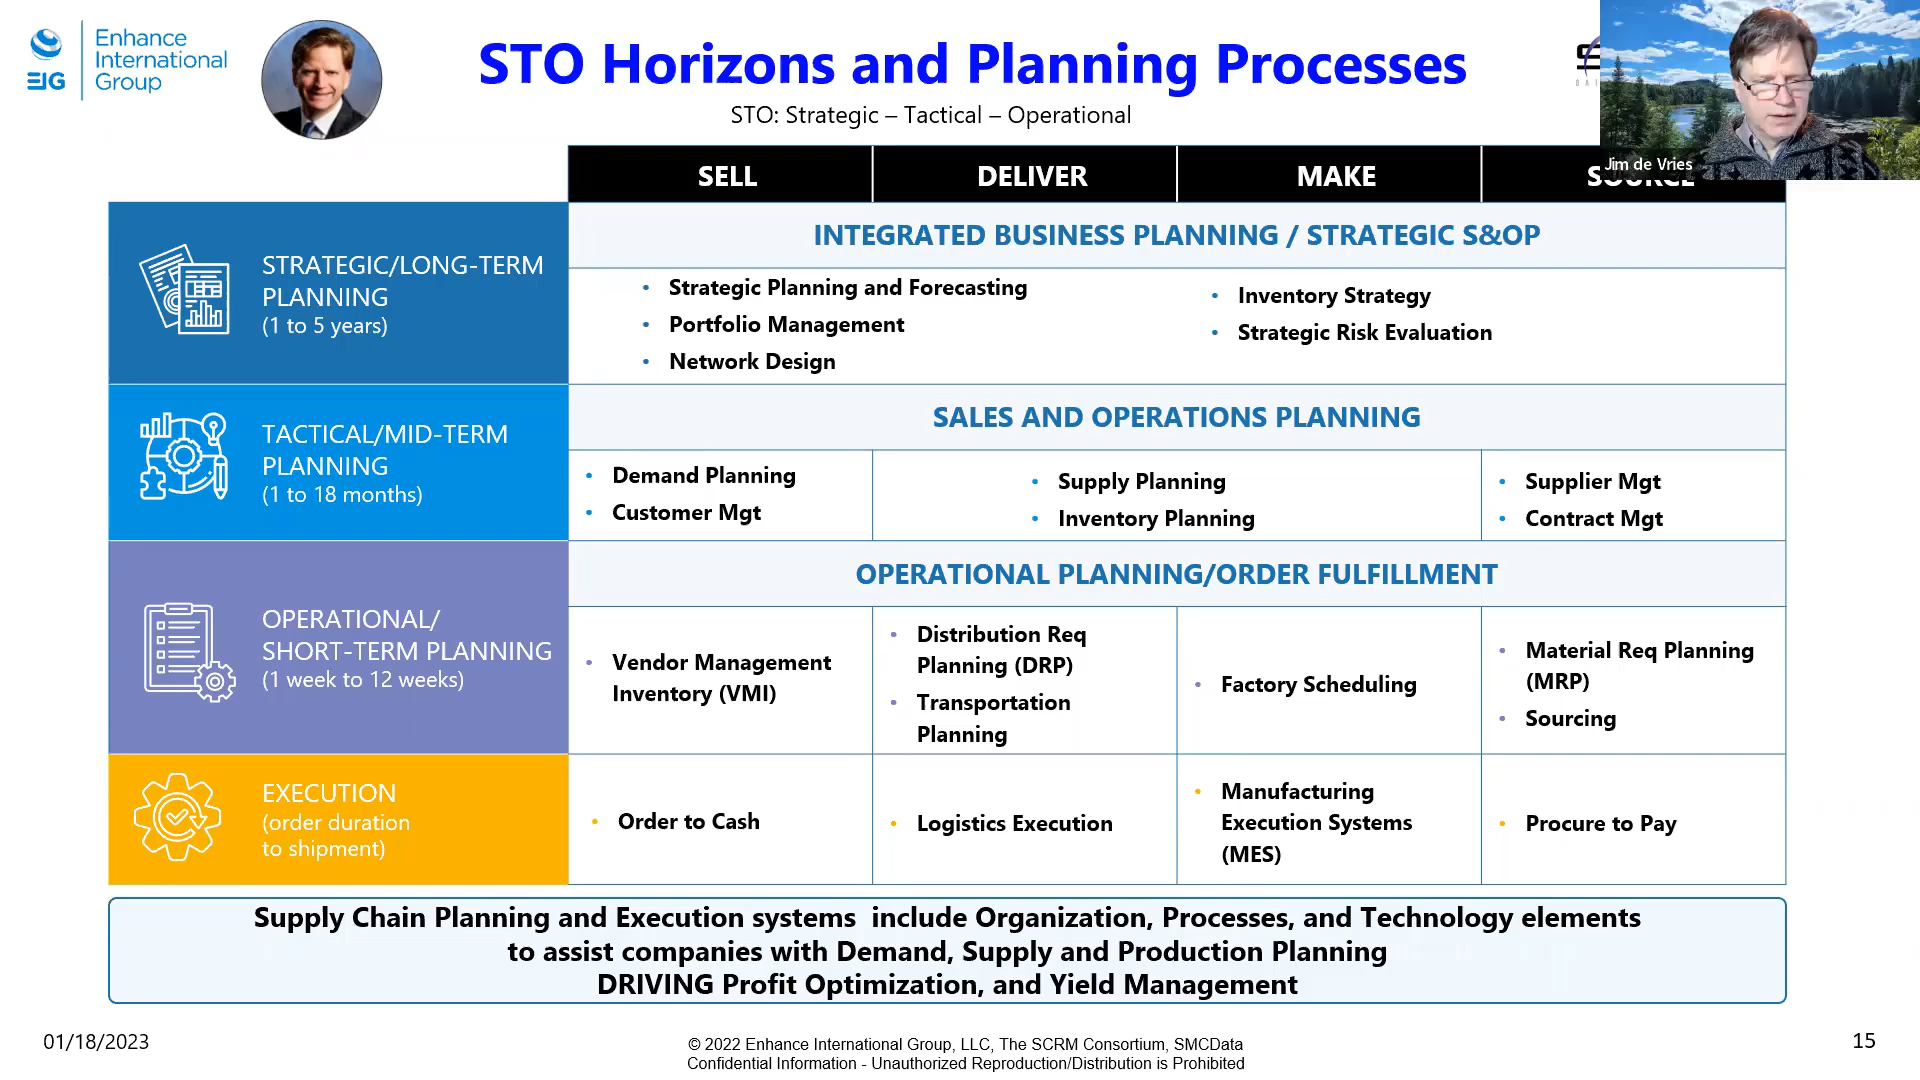 Enhance
International
Group
EIG
STO Horizons and Planning Processes
STO: Strategic – Tactical – Operational
Jim de Vries
SELL
DELIVER
MAKE
SOURCE
STRATEGIC/LONG-TERM
PLANNING
(1 to 5 years)
INTEGRATED BUSINESS PLANNING / STRATEGIC S&OP
• Strategic Planning and Forecasting
• Portfolio Management
• Network Design
• Inventory Strategy
• Strategic Risk Evaluation
TACTICAL/MID-TERM
PLANNING
(1 to 18 months)
SALES AND OPERATIONS PLANNING
• Demand Planning
• Customer Mgt
• Supply Planning
• Inventory Planning
• Supplier Mgt
• Contract Mgt
OPERATIONAL/
SHORT-TERM PLANNING
(1 week to 12 weeks)
OPERATIONAL PLANNING/ORDER FULFILLMENT
• Vendor Management
Inventory (VMI)
• Distribution Req
Planning (DRP)
• Transportation
Planning
• Factory Scheduling
• Material Req Planning
(MRP)
• Sourcing
EXECUTION
(order duration
to shipment)
• Order to Cash
• Logistics Execution
• Manufacturing
Execution Systems
(MES)
• Procure to Pay
Supply Chain Planning and Execution systems include Organization, Processes, and Technology elements
to assist companies with Demand, Supply and Production Planning
DRIVING Profit Optimization, and Yield Management
01/18/2023
© 2022 Enhance International Group, LLC, The SCRM Consortium, SMCData
Confidential Information - Unauthorized Reproduction/Distribution is Prohibited
15